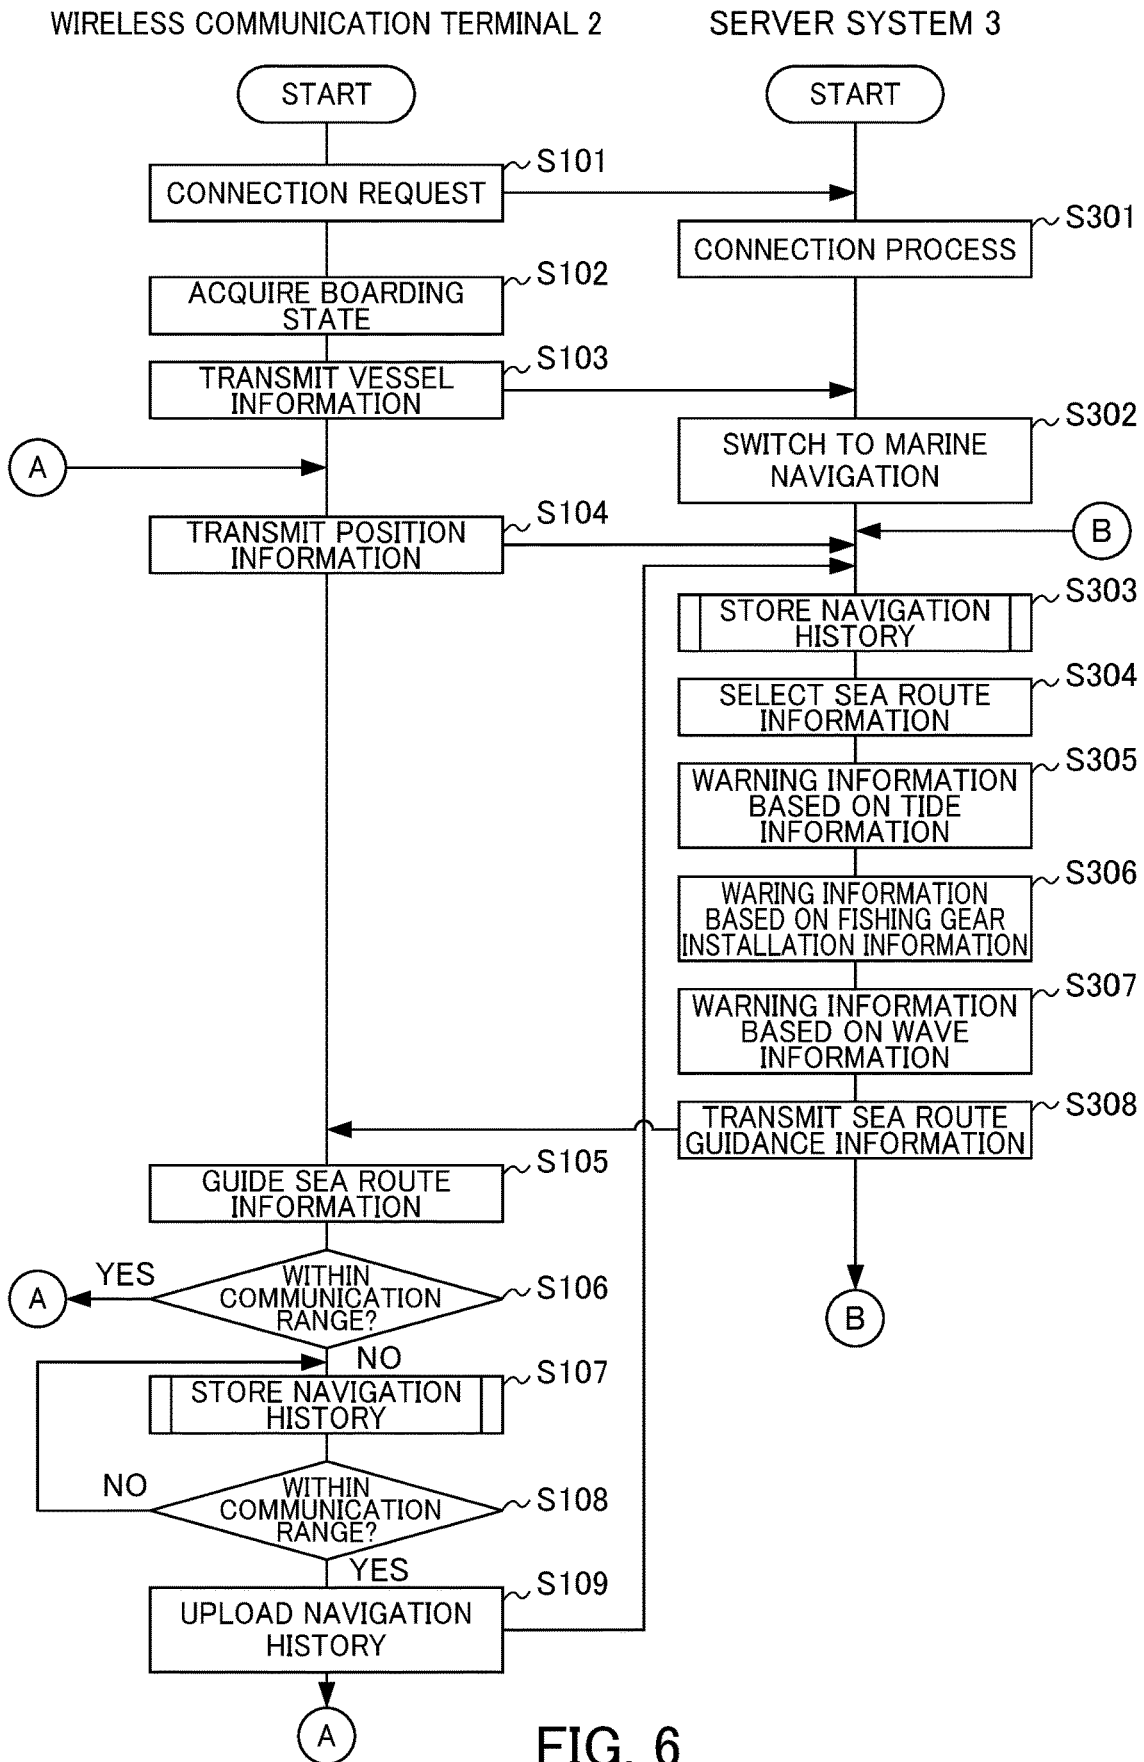 WIRELESS COMMUNICATION TERMINAL 2
SERVER SYSTEM 3
START
START
S101
CONNECTION REQUEST
S301
CONNECTION PROCESS
S102
ACQUIRE BOARDING
STATE
S103
TRANSMIT VESSEL
INFORMATION
S302
SWITCH TO MARINE
NAVIGATION
A
S104
TRANSMIT POSITION
INFORMATION
B
S303
STORE NAVIGATION
HISTORY
S304
SELECT SEA ROUTE
INFORMATION
S305
WARNING INFORMATION
BASED ON TIDE
INFORMATION
S306
WARING INFORMATION
BASED ON FISHING GEAR
INSTALLATION INFORMATION
S307
WARNING INFORMATION
BASED ON WAVE
INFORMATION
S308
TRANSMIT SEA ROUTE
GUIDANCE INFORMATION
S105
GUIDE SEA ROUTE
INFORMATION
YES
A
WITHIN
COMMUNICATION
RANGE?
S106
B
NO
S107
STORE NAVIGATION
HISTORY
NO
WITHIN
COMMUNICATION
RANGE?
S108
YES
S109
UPLOAD NAVIGATION
HISTORY
A
FIG. 6